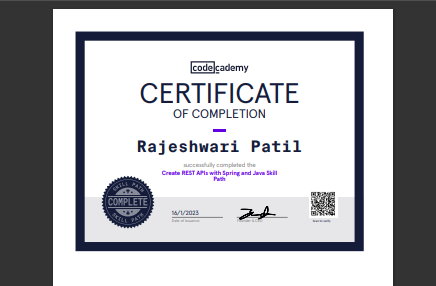 codecademy
CERTIFICATE
OF COMPLETION
Rajeshwari Patil
successfully completed the
Create REST APIs with Spring and Java Skill
Path
SKILL PATH
COMPLETE
SKILL PATH
16/1/2023
Date of Issuance
Scan to verify